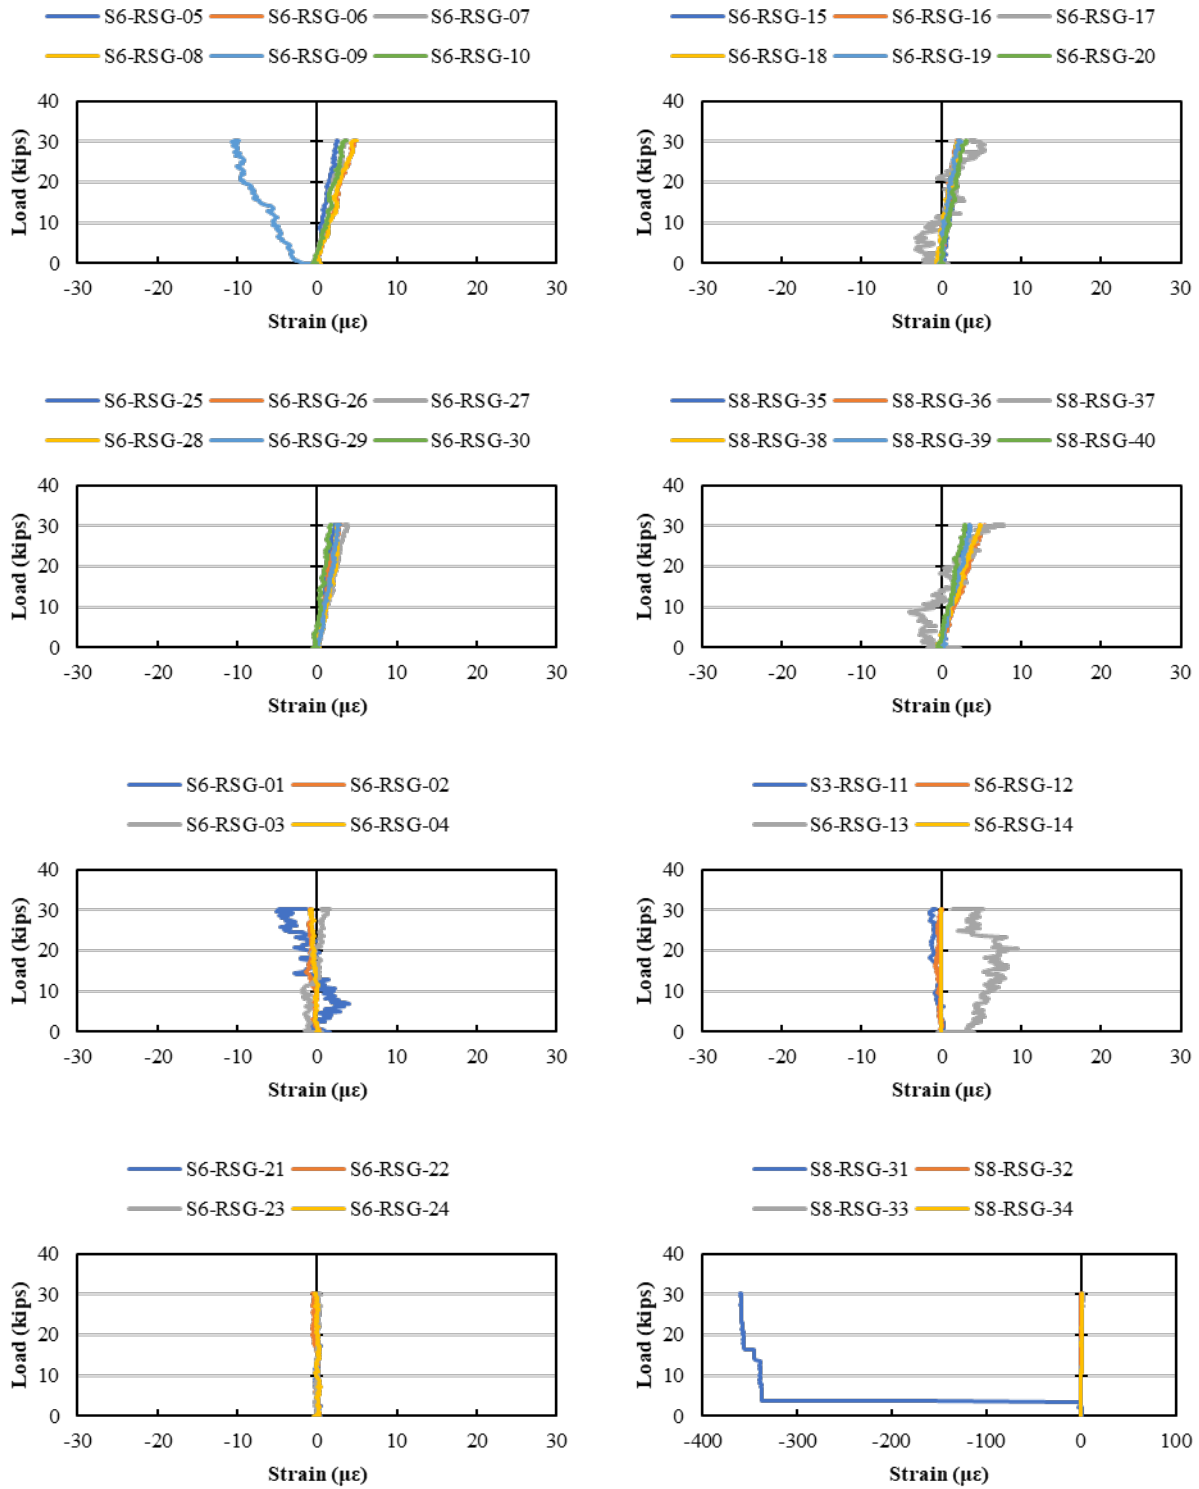 S6-RSG-05 S6-RSG-06 S6-RSG-07
S6-RSG-08 S6-RSG-09 S6-RSG-10
40
30
20
10
0
Load (kips)
-30 -20 -10 0 10 20 30
Strain (με)
S6-RSG-15 S6-RSG-16 S6-RSG-17
S6-RSG-18 S6-RSG-19 S6-RSG-20
40
30
20
10
0
Load (kips)
-30 -20 -10 0 10 20 30
Strain (με)
S6-RSG-25 S6-RSG-26 S6-RSG-27
S6-RSG-28 S6-RSG-29 S6-RSG-30
40
30
20
10
0
Load (kips)
-30 -20 -10 0 10 20 30
Strain (με)
S8-RSG-35 S8-RSG-36 S8-RSG-37
S8-RSG-38 S8-RSG-39 S8-RSG-40
40
30
20
10
0
Load (kips)
-30 -20 -10 0 10 20 30
Strain (με)
S6-RSG-01 S6-RSG-02
S6-RSG-03 S6-RSG-04
40
30
20
10
0
Load (kips)
-30 -20 -10 0 10 20 30
Strain (με)
S3-RSG-11 S6-RSG-12
S6-RSG-13 S6-RSG-14
40
30
20
10
0
Load (kips)
-30 -20 -10 0 10 20 30
Strain (με)
S6-RSG-21 S6-RSG-22
S6-RSG-23 S6-RSG-24
40
30
20
10
0
Load (kips)
-30 -20 -10 0 10 20 30
Strain (με)
S8-RSG-31 S8-RSG-32
S8-RSG-33 S8-RSG-34
40
30
20
10
0
Load (kips)
-400 -300 -200 -100 0 100
Strain (με)